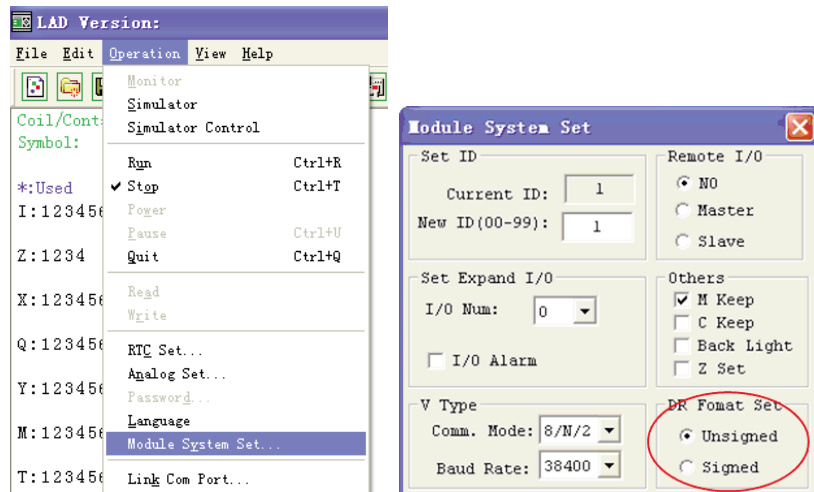 LAD Version:
File Edit Operation View Help
Monitor
Simulator
Simulator Control
Run Ctrl+R
Stop Ctrl+T
Power
Pause Ctrl+U
Quit Ctrl+Q
Read
Write
RTC Set...
Analog Set...
Password...
Language
Module System Set...
Link Com Port...
Coil/Cont
Symbol:
*:Used
I:123456
Z:1234
X:123456
Q:123456
Y:123456
M:123456
T:123456
Module System Set
Set ID
Current ID: 1
New ID(00-99): 1
Remote I/O
NO
Master
Slave
Set Expand I/O
I/O Num: 0
I/O Alarm
Others
M Keep
C Keep
Back Light
Z Set
V Type
Comm. Mode: 8/N/2
Baud Rate: 38400
DR Fomat Set
Unsigned
Signed